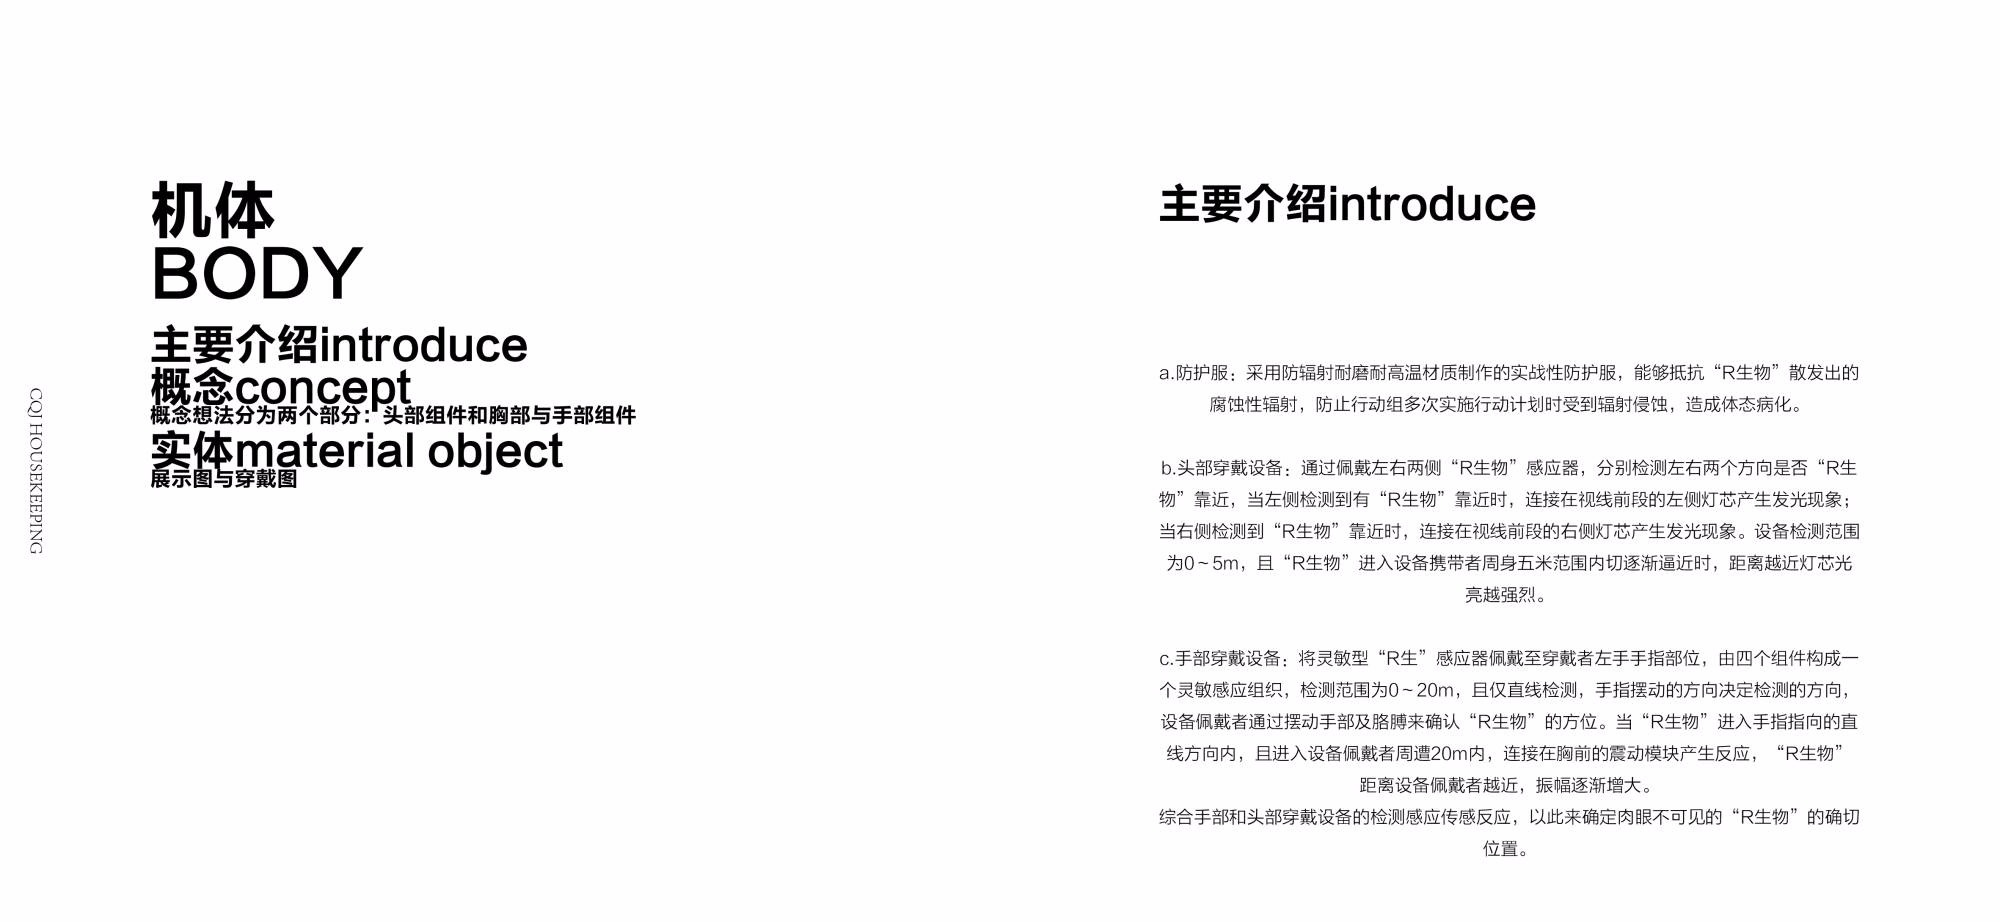 CQJ HOUSEKEEPING
机体
BODY
主要介绍introduce
概念concept
概念想法分为两个部分：头部组件和胸部与手部组件
实体material object
展示图与穿戴图
主要介绍introduce
a.防护服：采用防辐射耐磨耐高温材质制作的实战性防护服，能够抵抗“R生物”散发出的
腐蚀性辐射，防止行动组多次实施行动计划时受到辐射侵蚀，造成体态病化。
b.头部穿戴设备：通过佩戴左右两侧“R生物”感应器，分别检测左右两个方向是否“R生
物”靠近，当左侧检测到有“R生物”靠近时，连接在视线前段的左侧灯芯产生发光现象；
当右侧检测到“R生物”靠近时，连接在视线前段的右侧灯芯产生发光现象。设备检测范围
为0~5m，且“R生物”进入设备携带者周身五米范围内切逐渐逼近时，距离越近灯芯光
亮越强烈。
c.手部穿戴设备：将灵敏型“R生”感应器佩戴至穿戴者左手手指部位，由四个组件构成一
个灵敏感应组织，检测范围为0~20m，且仅直线检测，手指摆动的方向决定检测的方向，
设备佩戴者通过摆动手部及胳膊来确认“R生物”的方位。当“R生物”进入手指指向的直
线方向内，且进入设备佩戴者周遭20m内，连接在胸前的震动模块产生反应，“R生物”
距离设备佩戴者越近，振幅逐渐增大。
综合手部和头部穿戴设备的检测感应传感反应，以此来确定肉眼不可见的“R生物”的确切
位置。